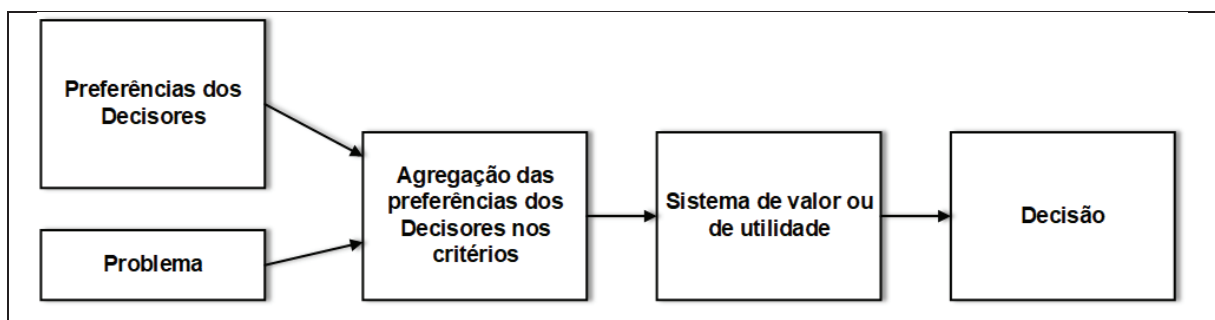 Preferências dos
Decisores
Problema
Agregação das
preferências dos
Decisores nos
critérios
Sistema de valor ou
de utilidade
Decisão